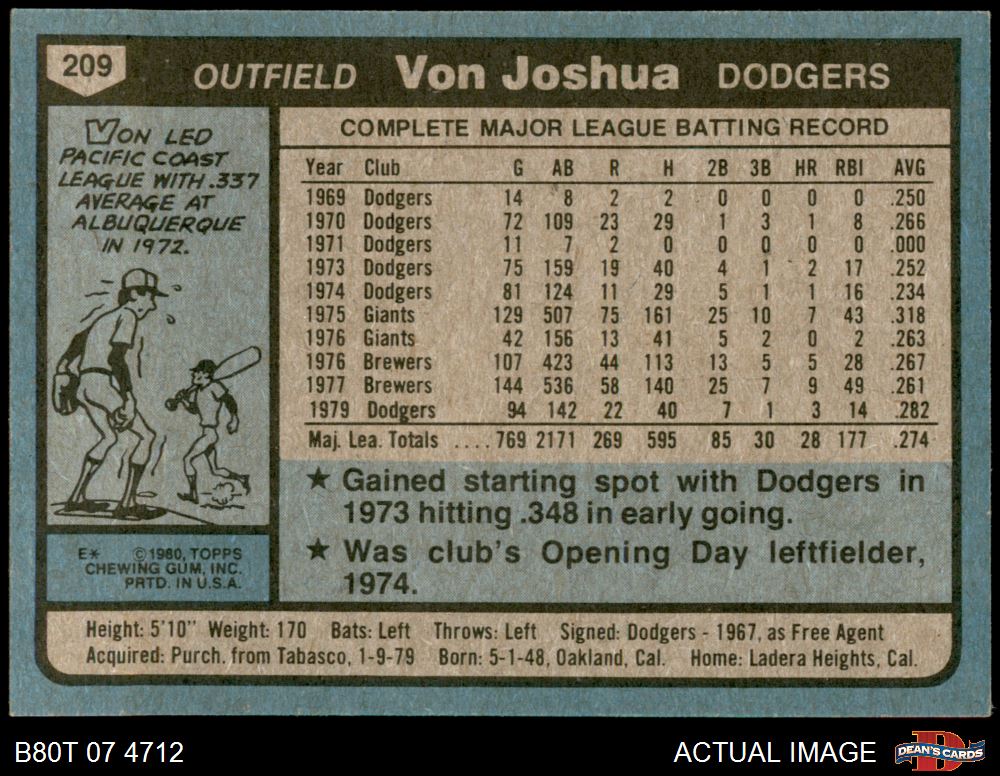 209 OUTFIELD Von Joshua DODGERS
VON LED
PACIFIC COAST
LEAGUE WITH .337
AVERAGE AT
ALBUQUERQUE
IN 1972.
E* ©1980, TOPPS
CHEWING GUM, INC.
PRTD. IN U.S.A.
COMPLETE MAJOR LEAGUE BATTING RECORD
Year Club G AB R H 2B 3B HR RBI AVG
1969 Dodgers 14 8 2 2 0 0 0 0 .250
1970 Dodgers 72 109 23 29 1 3 1 8 .266
1971 Dodgers 11 7 2 0 0 0 0 0 .000
1973 Dodgers 75 159 19 40 4 1 2 17 .252
1974 Dodgers 81 124 11 29 5 1 1 16 .234
1975 Giants 129 507 75 161 25 10 7 43 .318
1976 Giants 42 156 13 41 5 2 0 2 .263
1976 Brewers 107 423 44 113 13 5 5 28 .267
1977 Brewers 144 536 58 140 25 7 9 49 .261
1979 Dodgers 94 142 22 40 7 1 3 14 .282
Maj. Lea. Totals ....769 2171 269 595 85 30 28 177 .274
★ Gained starting spot with Dodgers in
1973 hitting .348 in early going.
★ Was club's Opening Day leftfielder,
1974.
Height: 5'10" Weight: 170 Bats: Left Throws: Left Signed: Dodgers - 1967, as Free Agent
Acquired: Purch. from Tabasco, 1-9-79 Born: 5-1-48, Oakland, Cal. Home: Ladera Heights, Cal.
B80T 07 4712 ACTUAL IMAGE D DEAN'S CARDS